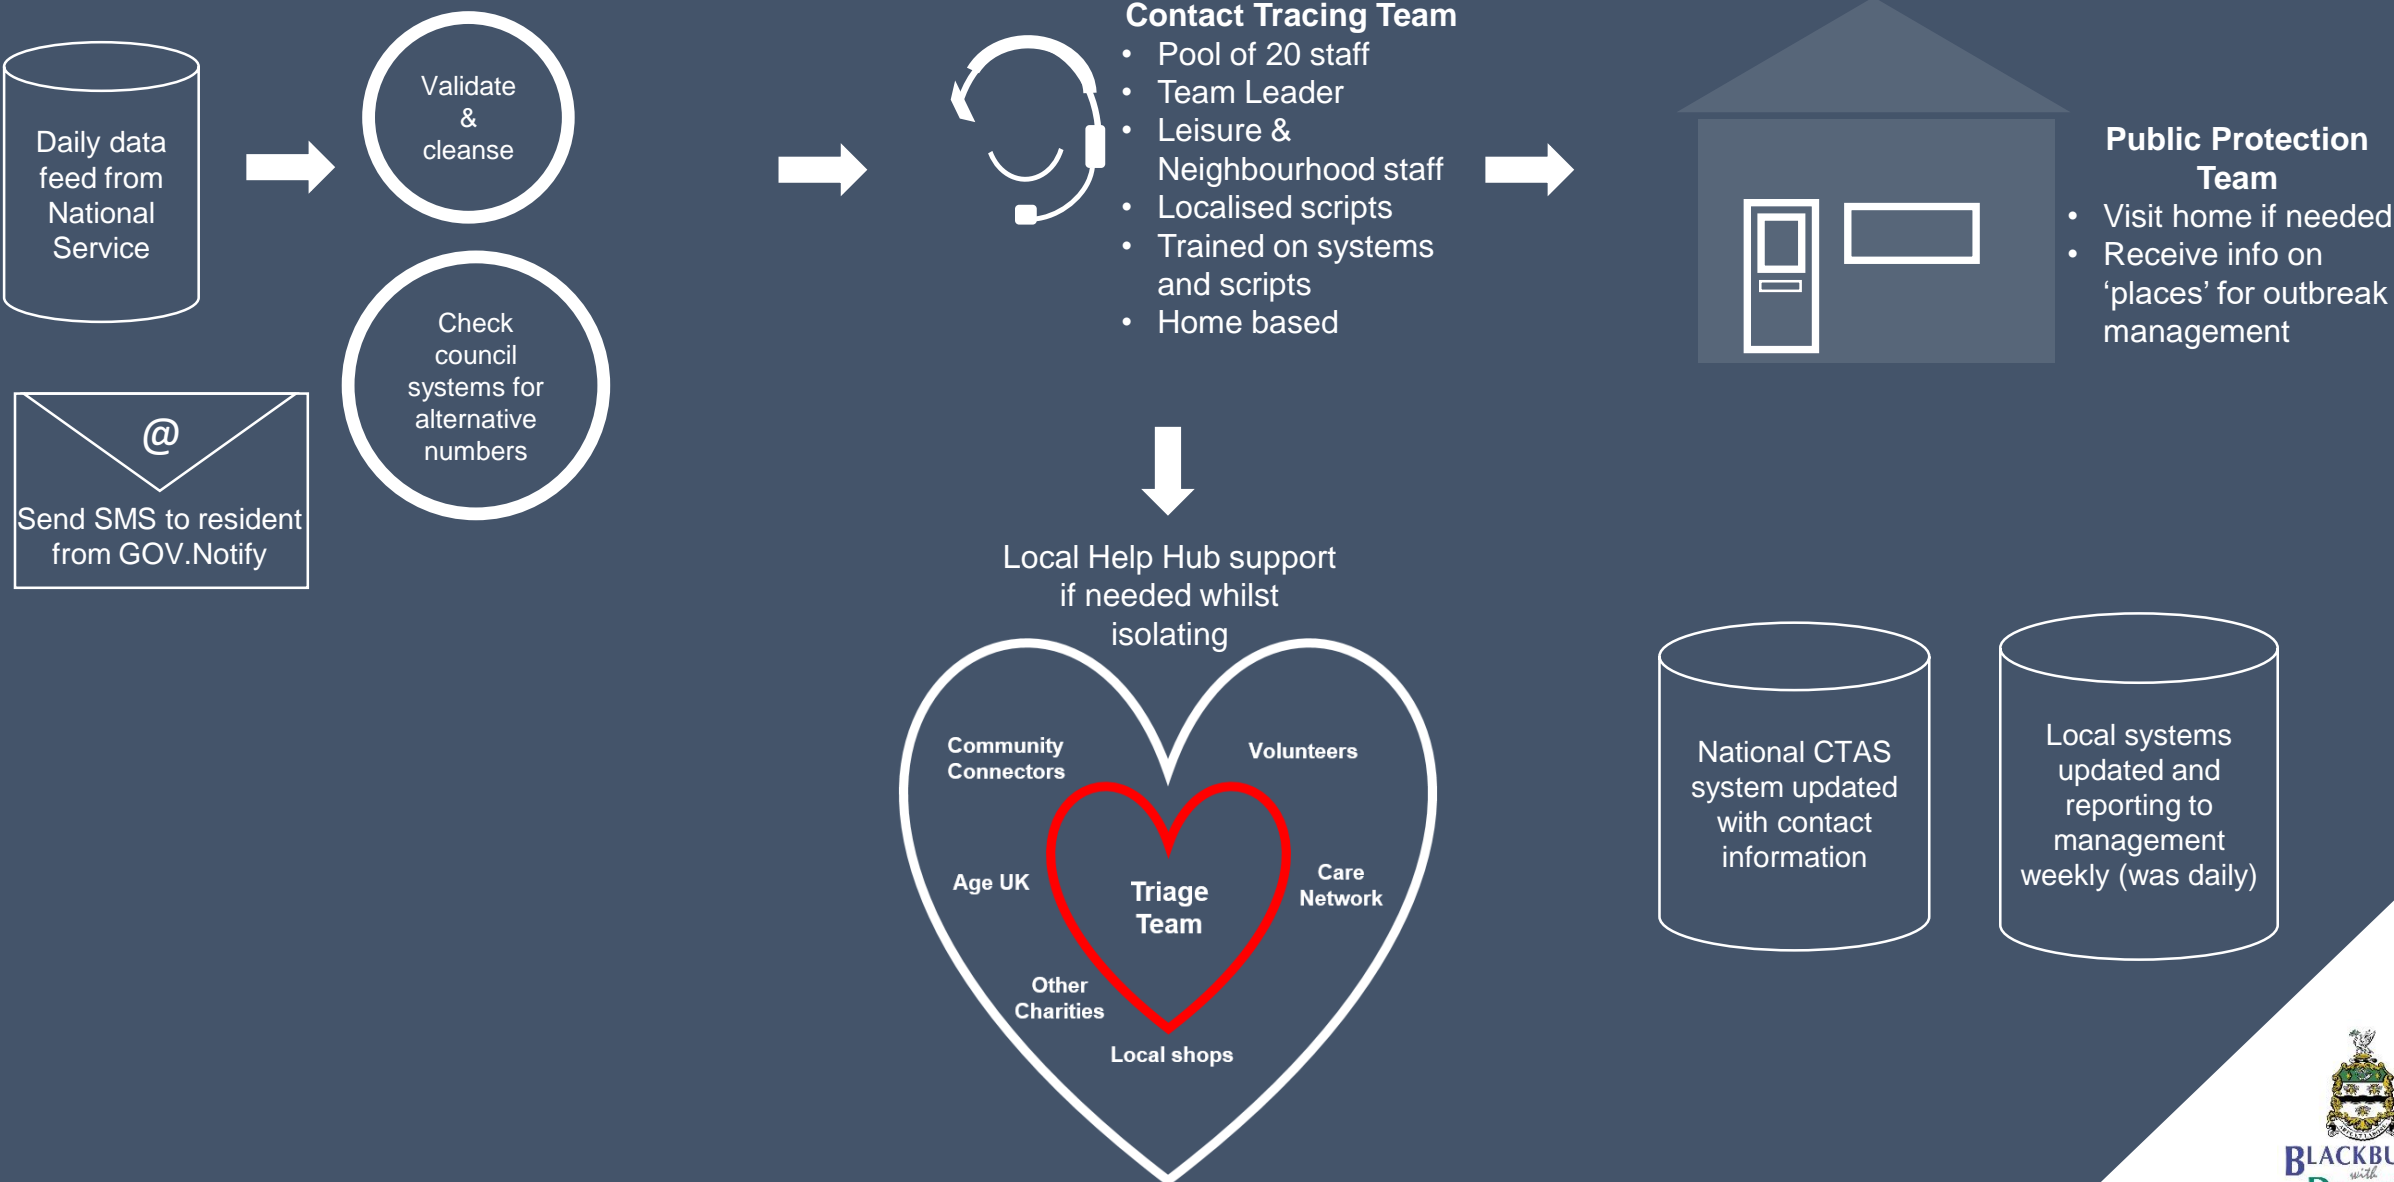 Daily data
feed from
National
Service
Validate
&
cleanse
Check
council
systems for
alternative
numbers
@
Send SMS to resident
from GOV.Notify
Contact Tracing Team
• Pool of 20 staff
• Team Leader
• Leisure &
Neighbourhood staff
• Localised scripts
• Trained on systems
and scripts
• Home based
Public Protection
Team
• Visit home if needed
• Receive info on
‘places’ for outbreak
management
Local Help Hub support
if needed whilst
isolating
Community
Connectors
Volunteers
Age UK
Triage
Team
Care
Network
Other
Charities
Local shops
National CTAS
system updated
with contact
information
Local systems
updated and
reporting to
management
weekly (was daily)
with